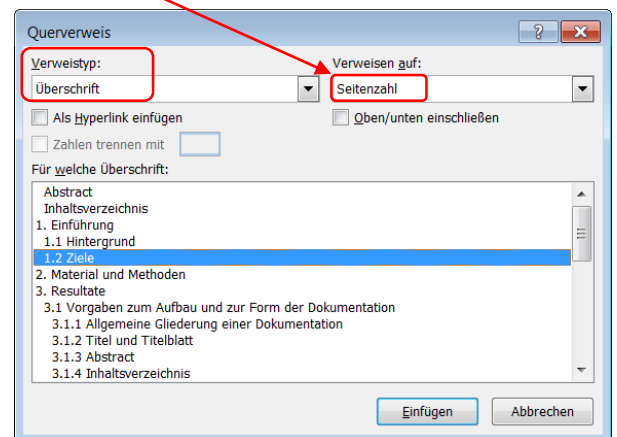 Querverweis
Verweistyp: Verweisen auf:
Überschrift Seitenzahl
Als Hyperlink einfügen Oben/unten einschließen
Zahlen trennen mit
Für welche Überschrift:
Abstract
Inhaltsverzeichnis
1. Einführung
1.1 Hintergrund
1.2 Ziele
2. Material und Methoden
3. Resultate
3.1 Vorgaben zum Aufbau und zur Form der Dokumentation
3.1.1 Allgemeine Gliederung einer Dokumentation
3.1.2 Titel und Titelblatt
3.1.3 Abstract
3.1.4 Inhaltsverzeichnis
Einfügen Abbrechen